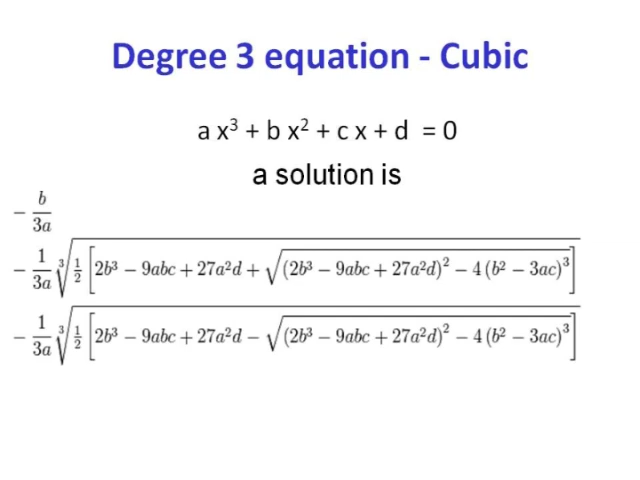 Degree 3 equation - Cubic
a x³ + b x² + c x + d = 0
a solution is
− b/3a
− 1/3a ∛(1/2 [2b³ − 9abc + 27a²d + √((2b³ − 9abc + 27a²d)² − 4 (b² − 3ac)³)])
− 1/3a ∛(1/2 [2b³ − 9abc + 27a²d − √((2b³ − 9abc + 27a²d)² − 4 (b² − 3ac)³)])